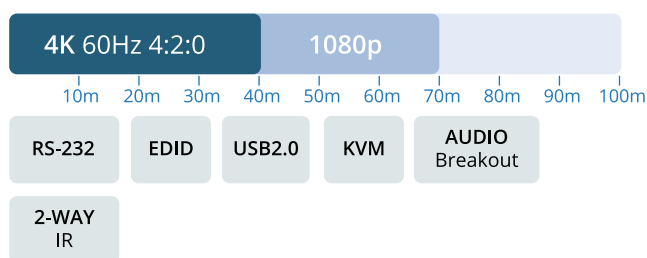 4K 60Hz 4:2:0 1080p
10m 20m 30m 40m 50m 60m 70m 80m 90m 100m
RS-232 EDID USB2.0 KVM AUDIO
Breakout
2-WAY
IR